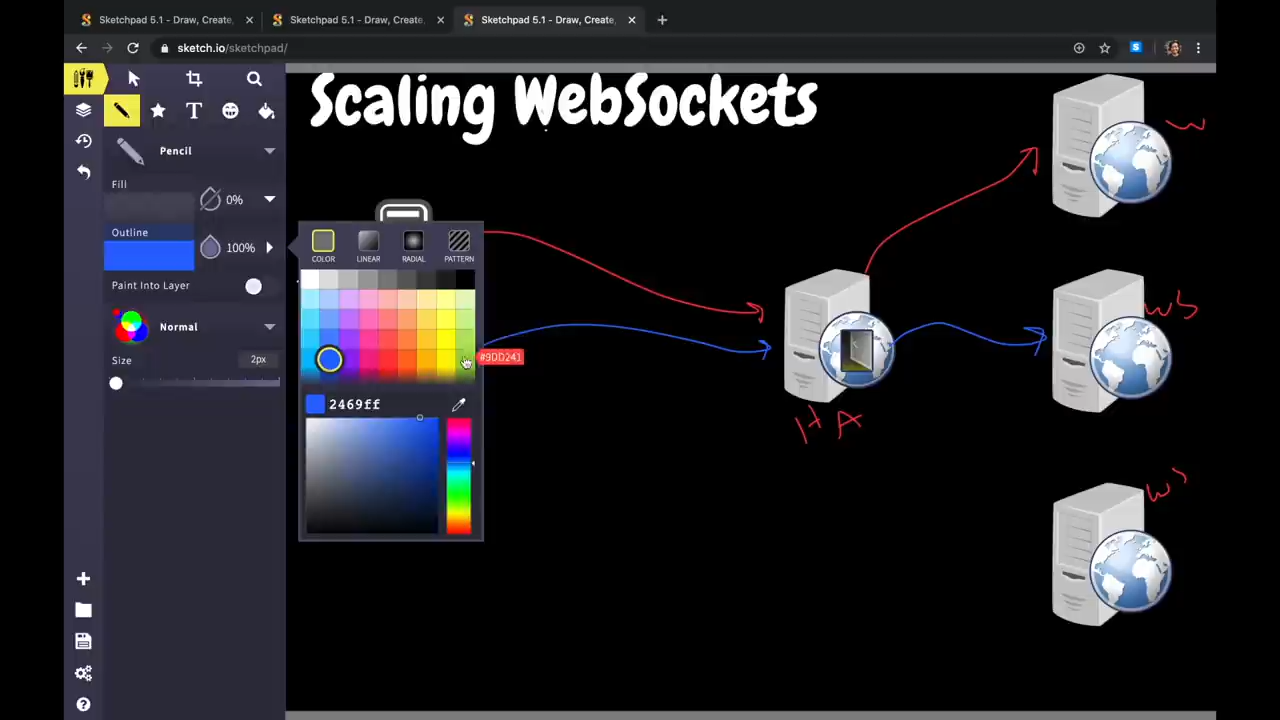 Sketchpad 5.1 - Draw, Create,
Sketchpad 5.1 - Draw, Create,
Sketchpad 5.1 - Draw, Create,
sketch.io/sketchpad/
Scaling WebSockets
T
Pencil
Fill
0%
Outline
100%
Paint Into Layer
Normal
Size
2px
COLOR
LINEAR
RADIAL
PATTERN
#9DD241
2469ff
W
WS
HA
WS